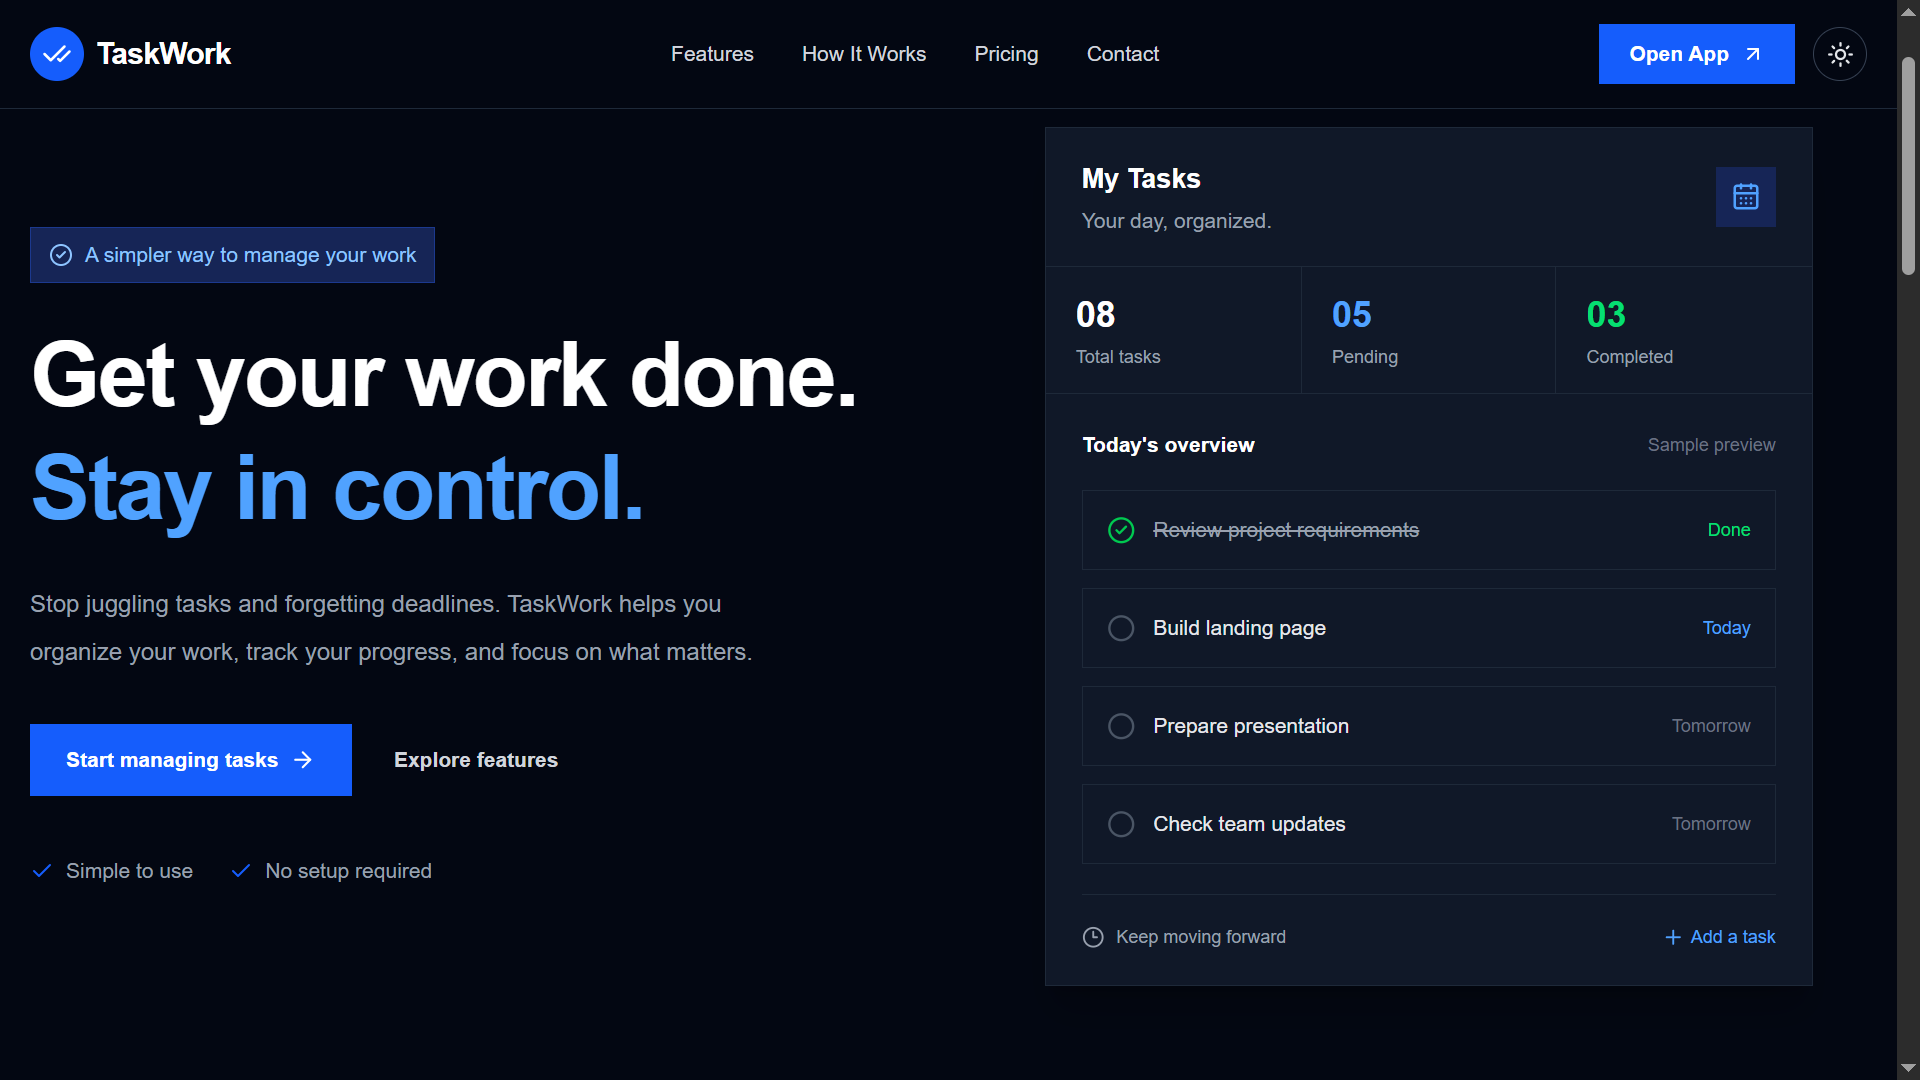 TaskWork
Features
How It Works
Pricing
Contact
Open App
A simpler way to manage your work
Get your work done.
Stay in control.
Stop juggling tasks and forgetting deadlines. TaskWork helps you
organize your work, track your progress, and focus on what matters.
Start managing tasks
Explore features
Simple to use
No setup required
My Tasks
Your day, organized.
08
Total tasks
05
Pending
03
Completed
Today's overview
Sample preview
Review project requirements
Done
Build landing page
Today
Prepare presentation
Tomorrow
Check team updates
Tomorrow
Keep moving forward
Add a task